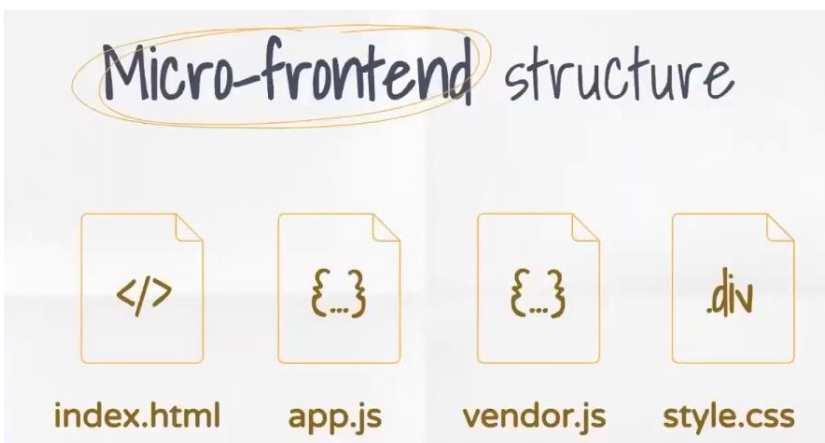 Micro-frontend structure
</> {...} {...} .div
index.html app.js vendor.js style.css